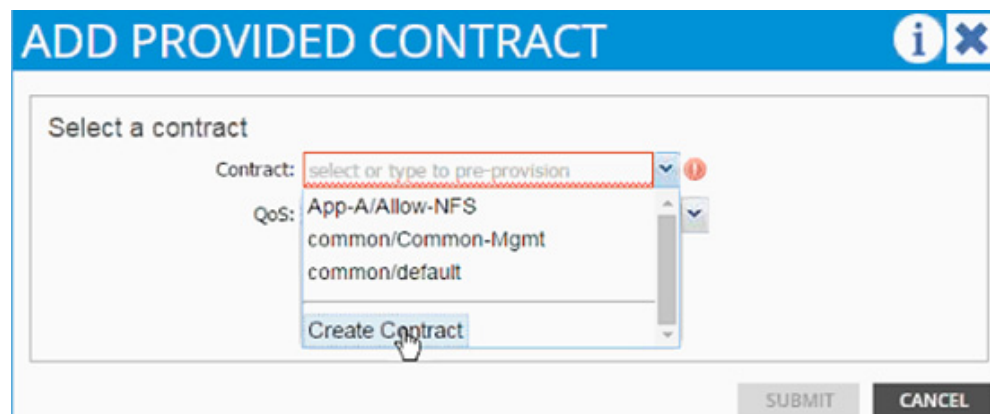 ADD PROVIDED CONTRACT
i
Select a contract
Contract: select or type to pre-provision
QoS:
App-A/Allow-NFS
common/Common-Mgmt
common/default
Create Contract
SUBMIT
CANCEL